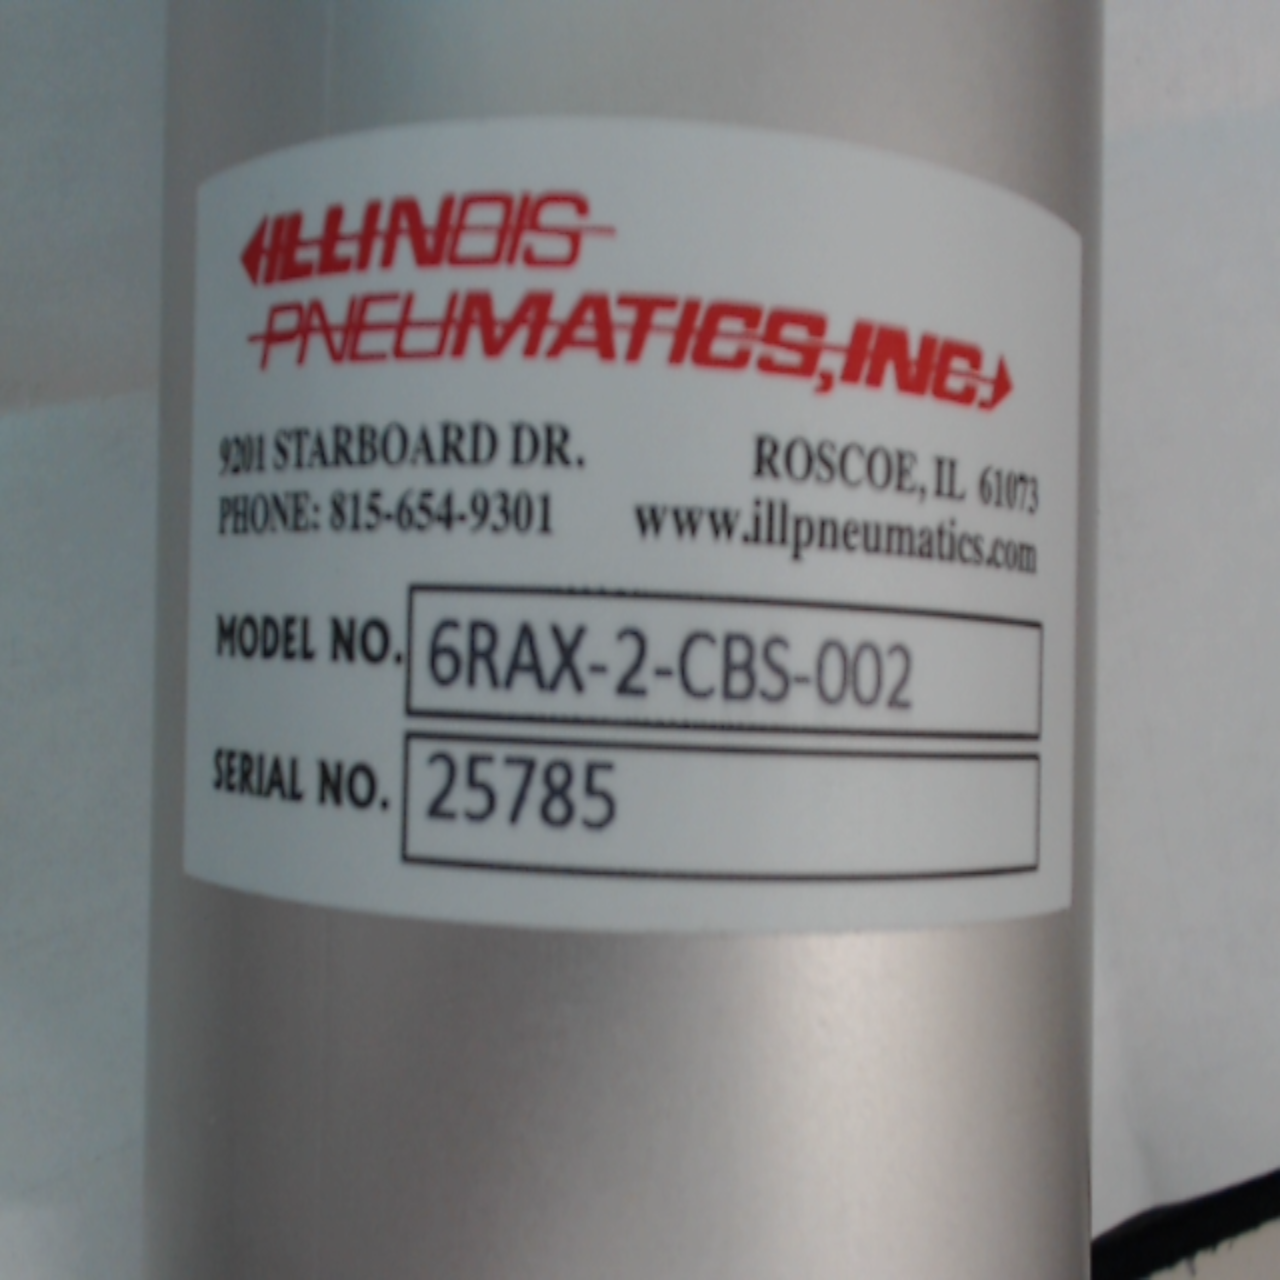 ILLINOIS
PNEUMATICS, INC.
9201 STARBOARD DR. ROSCOE, IL 61073
PHONE: 815-654-9301 www.illpneumatics.com
MODEL NO. 6RAX-2-CBS-002
SERIAL NO. 25785